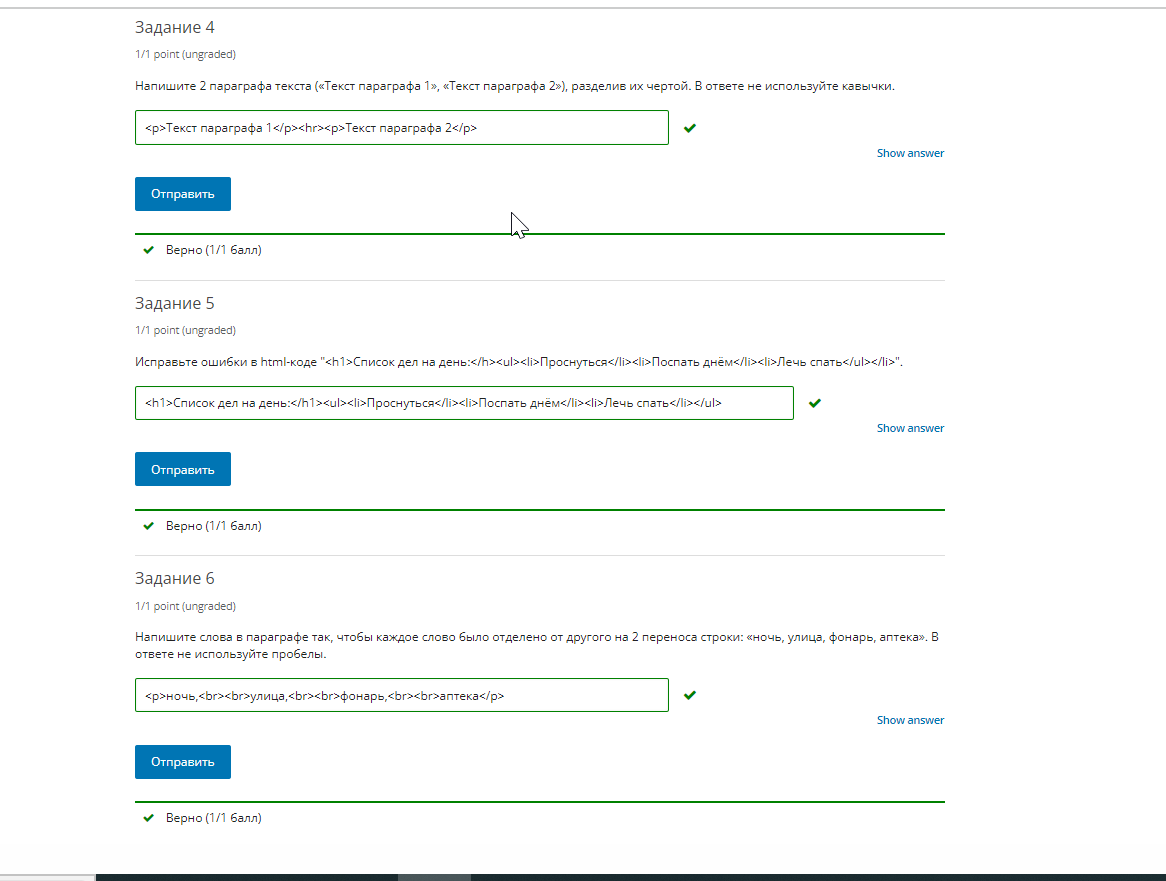 Задание 4
1/1 point (ungraded)
Напишите 2 параграфа текста («Текст параграфа 1», «Текст параграфа 2»), разделив их чертой. В ответе не используйте кавычки.
<p>Текст параграфа 1</p><hr><p>Текст параграфа 2</p>
Show answer
Отправить
Верно (1/1 балл)
Задание 5
1/1 point (ungraded)
Исправьте ошибки в html-коде "<h1>Список дел на день:</h><ul><li>Проснуться</li><li>Поспать днём</li><li>Лечь спать</ul></li>".
<h1>Список дел на день:</h1><ul><li>Проснуться</li><li>Поспать днём</li><li>Лечь спать</li></ul>
Show answer
Отправить
Верно (1/1 балл)
Задание 6
1/1 point (ungraded)
Напишите слова в параграфе так, чтобы каждое слово было отделено от другого на 2 переноса строки: «ночь, улица, фонарь, аптека». В
ответе не используйте пробелы.
<p>ночь,<br><br>улица,<br><br>фонарь,<br><br>аптека</p>
Show answer
Отправить
Верно (1/1 балл)